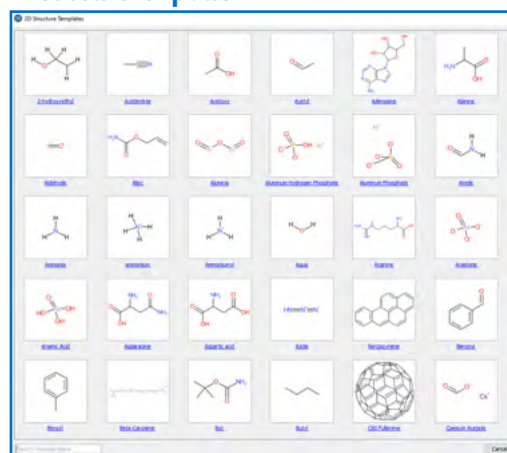 2D Structure Templates
2-hydroxyethyl Acetonitrile Acetoxy Acetyl Adenosine Alanine
Aldehyde Alloc Alumina Aluminum Hydrogen Phosphate Aluminum Phosphate Amide
Ammonia ammonium Aqua Arginine Arsenate
Arsenic Acid Asparagine Aspartic acid Azide Benzopyrene Benzoyl
Benzyl Beta Carotene Boc Butyl C60 Fullerene Caesium Acetate
Cancel